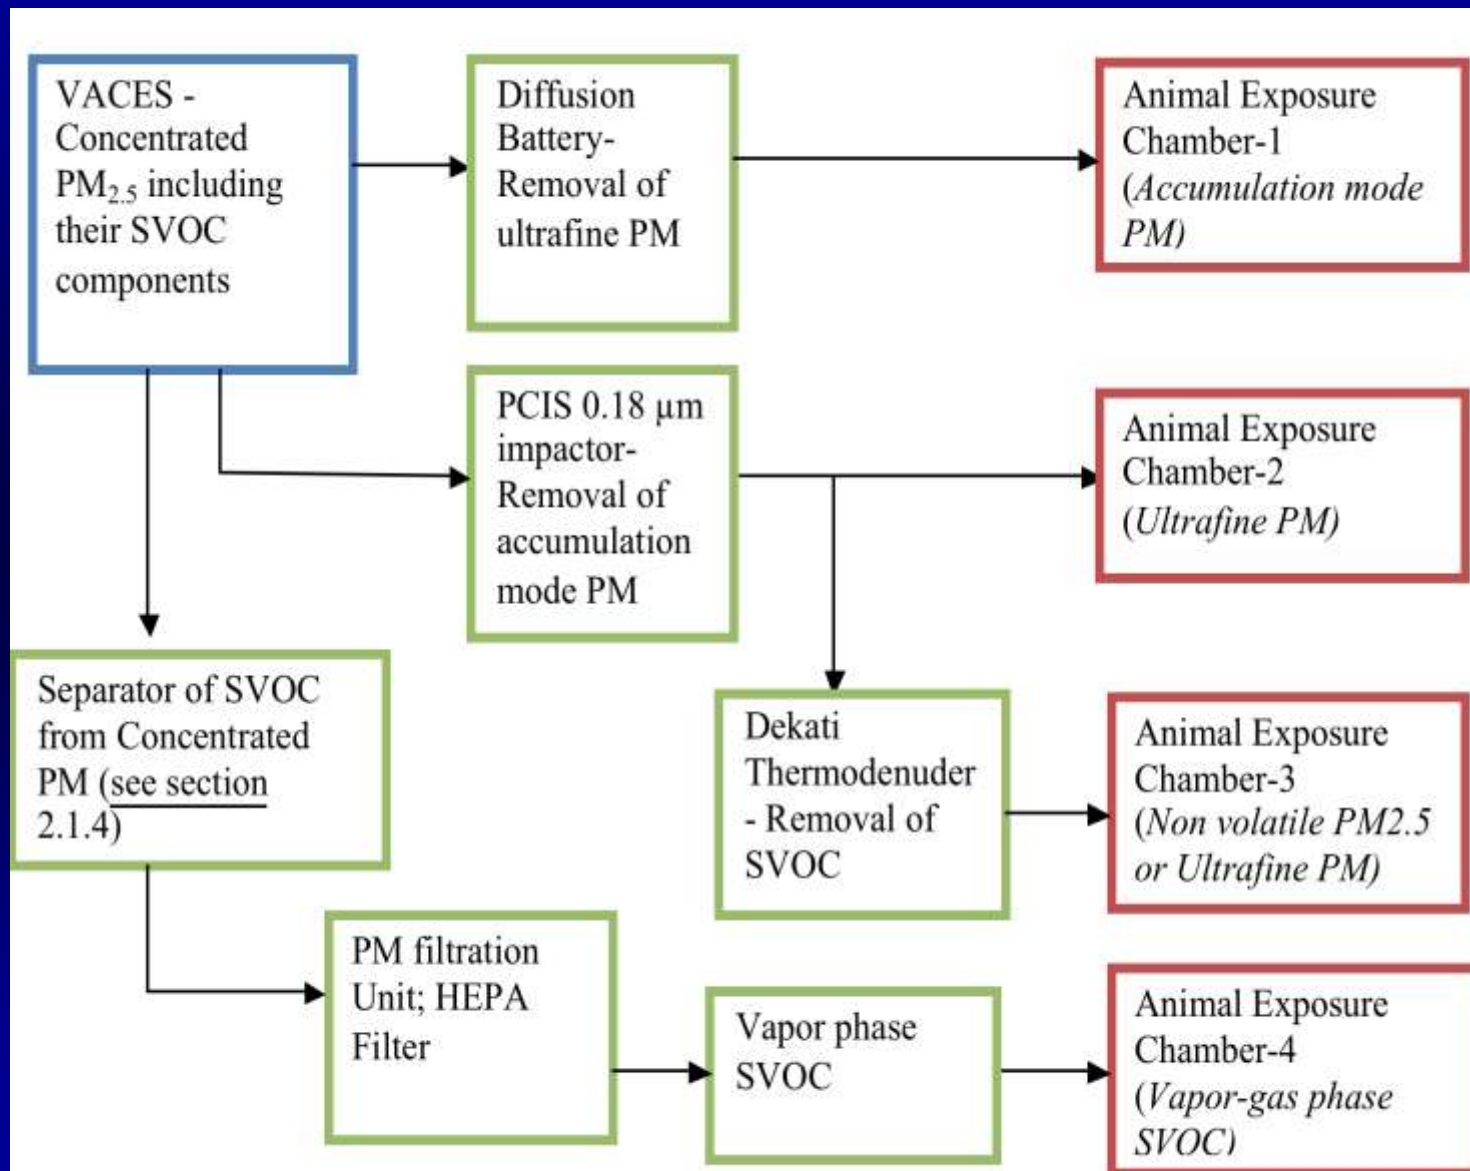 VACES -
Concentrated
PM2.5 including
their SVOC
components
Diffusion
Battery-
Removal of
ultrafine PM
Animal Exposure
Chamber-1
(Accumulation mode
PM)
PCIS 0.18 µm
impactor-
Removal of
accumulation
mode PM
Animal Exposure
Chamber-2
(Ultrafine PM)
Separator of SVOC
from Concentrated
PM (see section
2.1.4)
Dekati
Thermodenuder
- Removal of
SVOC
Animal Exposure
Chamber-3
(Non volatile PM2.5
or Ultrafine PM)
PM filtration
Unit; HEPA
Filter
Vapor phase
SVOC
Animal Exposure
Chamber-4
(Vapor-gas phase
SVOC)